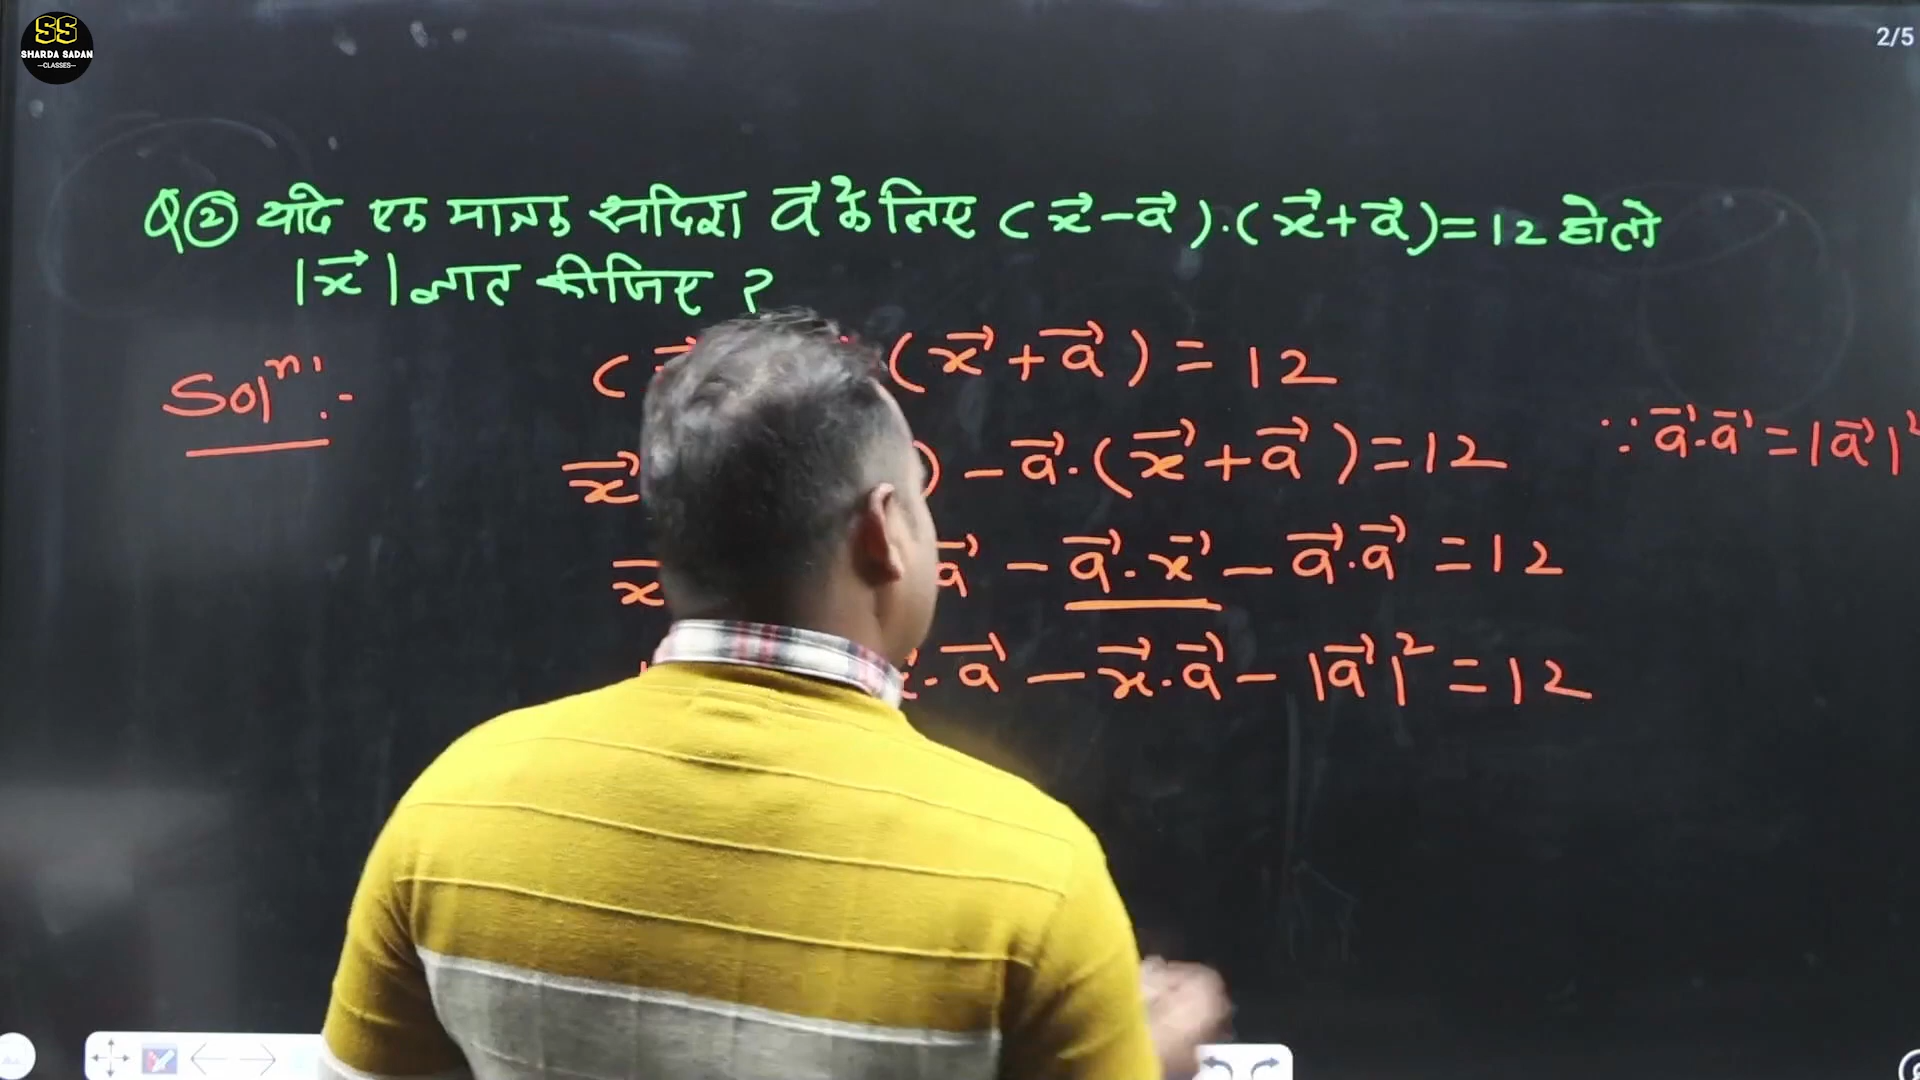 SS
SHARDA SADAN
—CLASSES—
2/5
Q② यदि एक मात्रक सदिश a⃗ के लिए (x⃗ - a⃗).(x⃗ + a⃗) = 12 हो तो
|x⃗| ज्ञात कीजिए ?
Solⁿ:-
( (x⃗ + a⃗) = 12
x⃗ ) - a⃗.(x⃗ + a⃗) = 12
∵ a⃗.a⃗ = |a⃗|²
x a⃗ - a⃗.x⃗ - a⃗.a⃗ = 12
. a⃗ - x⃗.a⃗ - |a⃗|² = 12